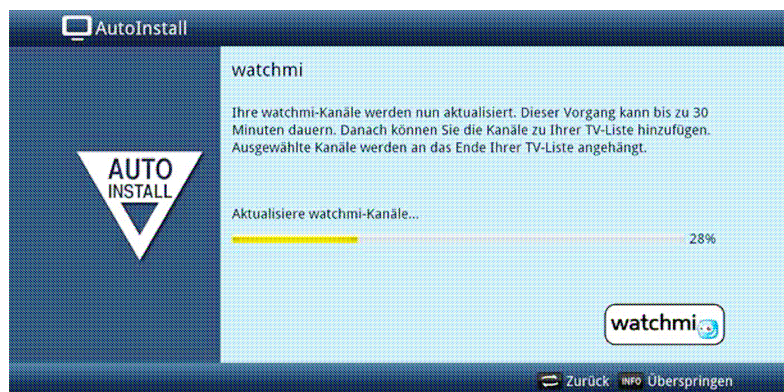 AutoInstall
watchmi
Ihre watchmi-Kanäle werden nun aktualisiert. Dieser Vorgang kann bis zu 30
Minuten dauern. Danach können Sie die Kanäle zu Ihrer TV-Liste hinzufügen.
Ausgewählte Kanäle werden an das Ende Ihrer TV-Liste angehängt.
AUTO
INSTALL
Aktualisiere watchmi-Kanäle...
28%
watchmi
Zurück INFO Überspringen